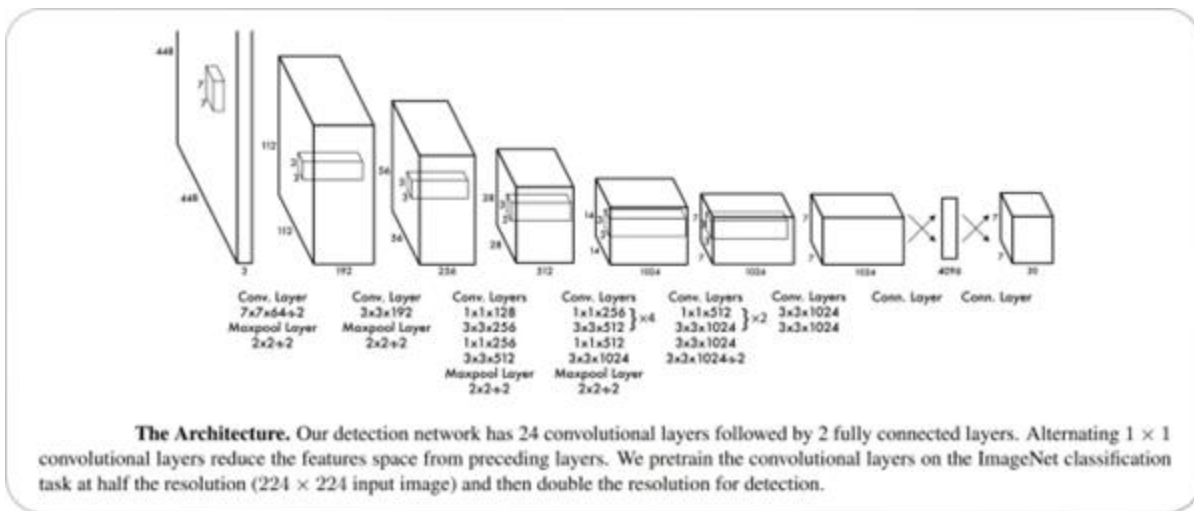 448
7
7
448
3
112
3
3
112
192
56
3
3
56
256
28
3
3
28
512
14
3
3
14
1024
7
3
3
7
1024
7
7
1024
4096
7
7
30
Conv. Layer
7x7x64-s-2
Maxpool Layer
2x2-s-2
Conv. Layer
3x3x192
Maxpool Layer
2x2-s-2
Conv. Layers
1x1x128
3x3x256
1x1x256
3x3x512
Maxpool Layer
2x2-s-2
Conv. Layers
1x1x256
3x3x512
}×4
1x1x512
3x3x1024
Maxpool Layer
2x2-s-2
Conv. Layers
1x1x512
3x3x1024
}×2
3x3x1024
3x3x1024-s-2
Conv. Layers
3x3x1024
3x3x1024
Conn. Layer
Conn. Layer
The Architecture. Our detection network has 24 convolutional layers followed by 2 fully connected layers. Alternating 1 × 1
convolutional layers reduce the features space from preceding layers. We pretrain the convolutional layers on the ImageNet classification
task at half the resolution (224 × 224 input image) and then double the resolution for detection.